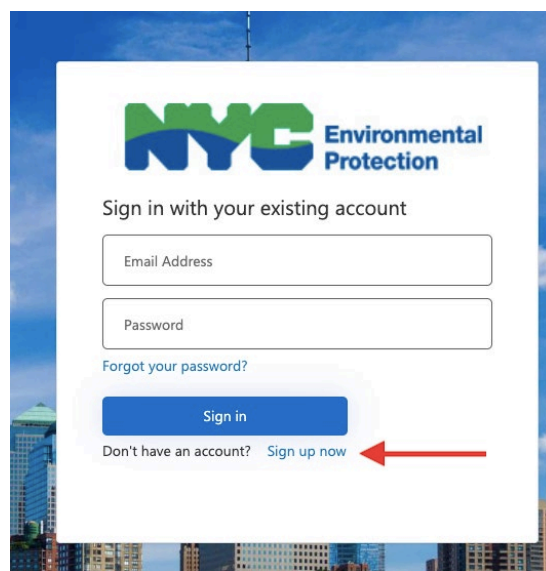 NYC
Environmental
Protection
Sign in with your existing account
Email Address
Password
Forgot your password?
Sign in
Don't have an account? Sign up now